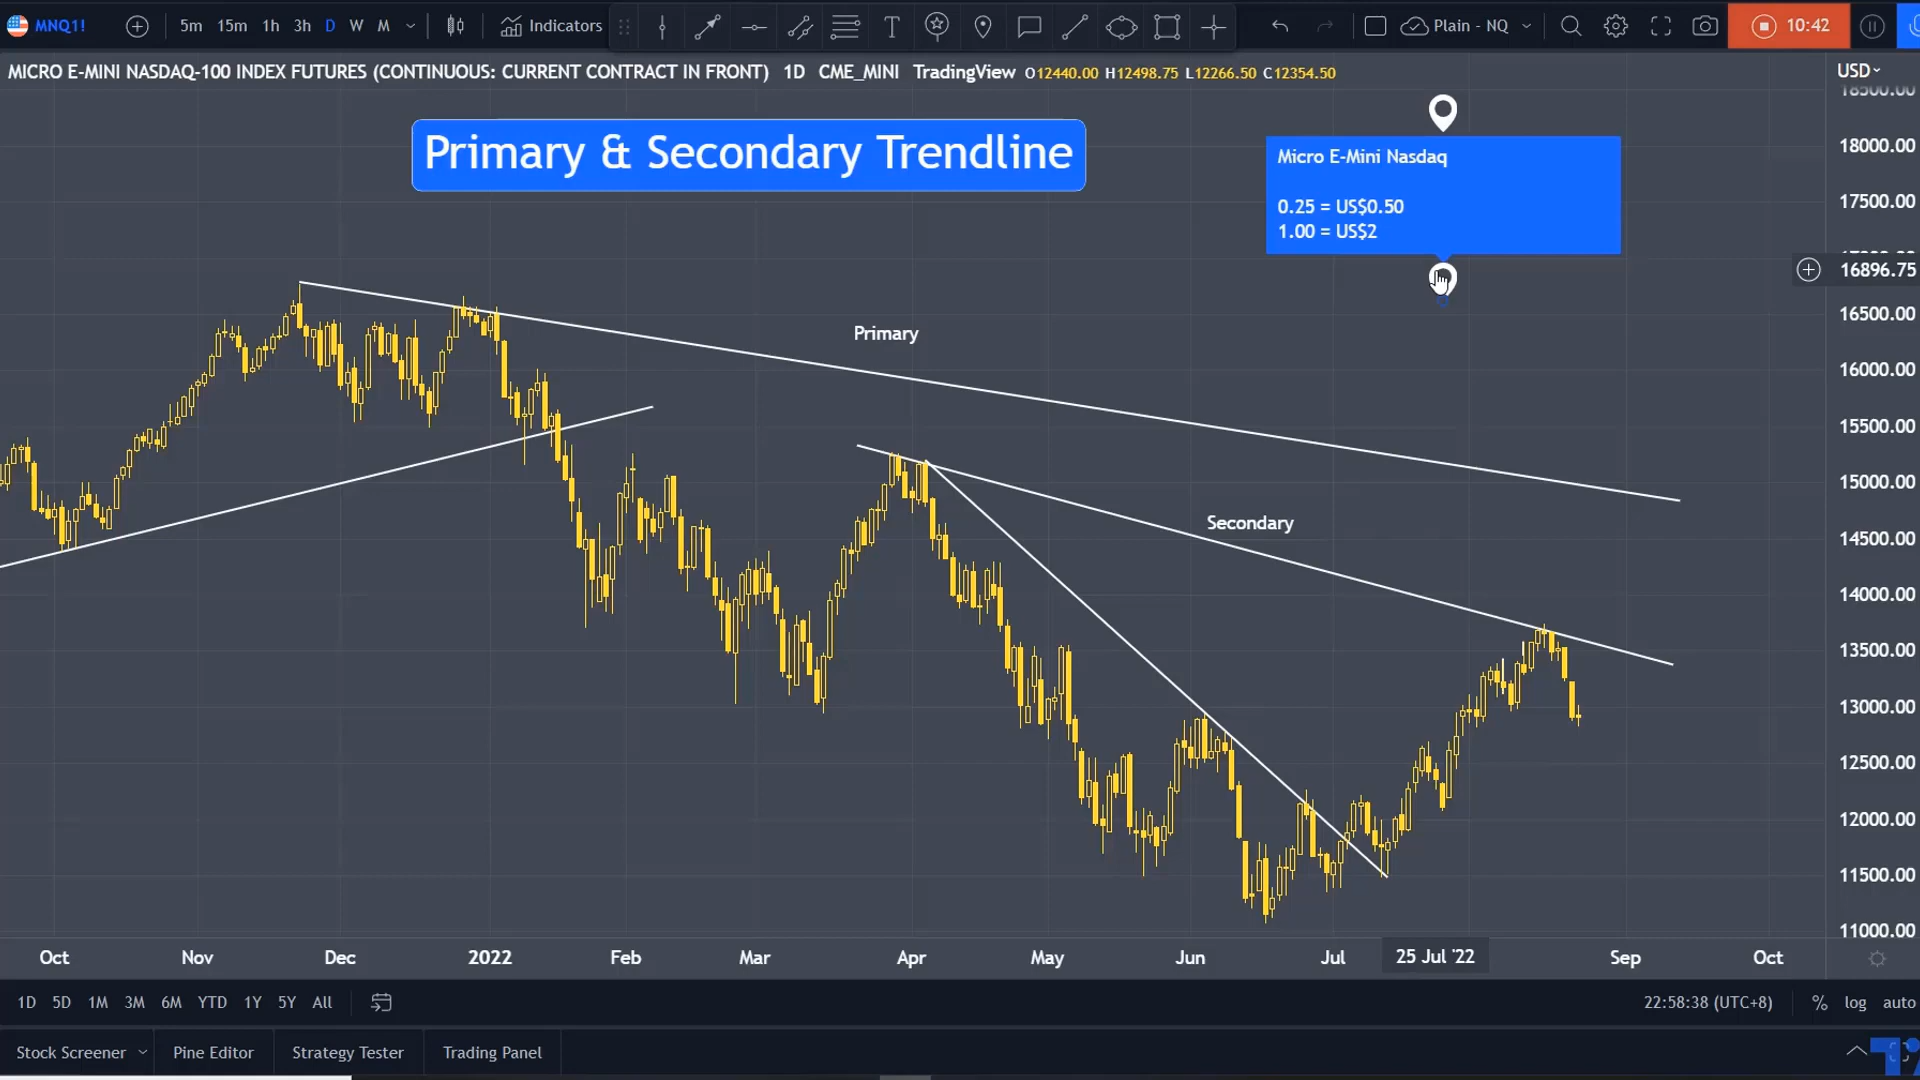 MNQ1!
5m 15m 1h 3h D W M
Indicators
Plain - NQ
10:42
MICRO E-MINI NASDAQ-100 INDEX FUTURES (CONTINUOUS: CURRENT CONTRACT IN FRONT) 1D CME_MINI TradingView O12440.00 H12498.75 L12266.50 C12354.50
USD
18500.00
Primary & Secondary Trendline
18000.00
Micro E-Mini Nasdaq
0.25 = US$0.50
1.00 = US$2
17500.00
16896.75
16500.00
Primary
16000.00
15500.00
15000.00
Secondary
14500.00
14000.00
13500.00
13000.00
12500.00
12000.00
11500.00
11000.00
Oct Nov Dec 2022 Feb Mar Apr May Jun Jul 25 Jul '22 Sep Oct
1D 5D 1M 3M 6M YTD 1Y 5Y All
22:58:38 (UTC+8) % log auto
Stock Screener Pine Editor Strategy Tester Trading Panel